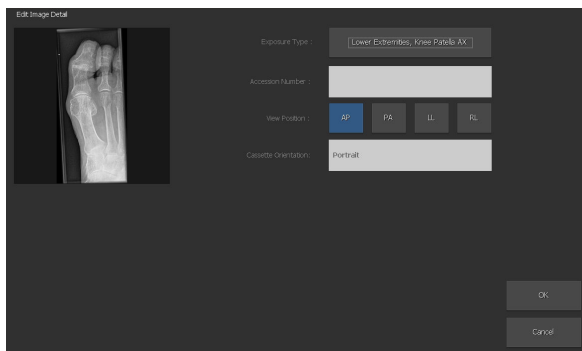 Edit Image Detail
Exposure Type :
Lower Extremities, Knee Patella AX
Accession Number :
View Position :
AP
PA
LL
RL
Cassette Orientation:
Portrait
OK
Cancel